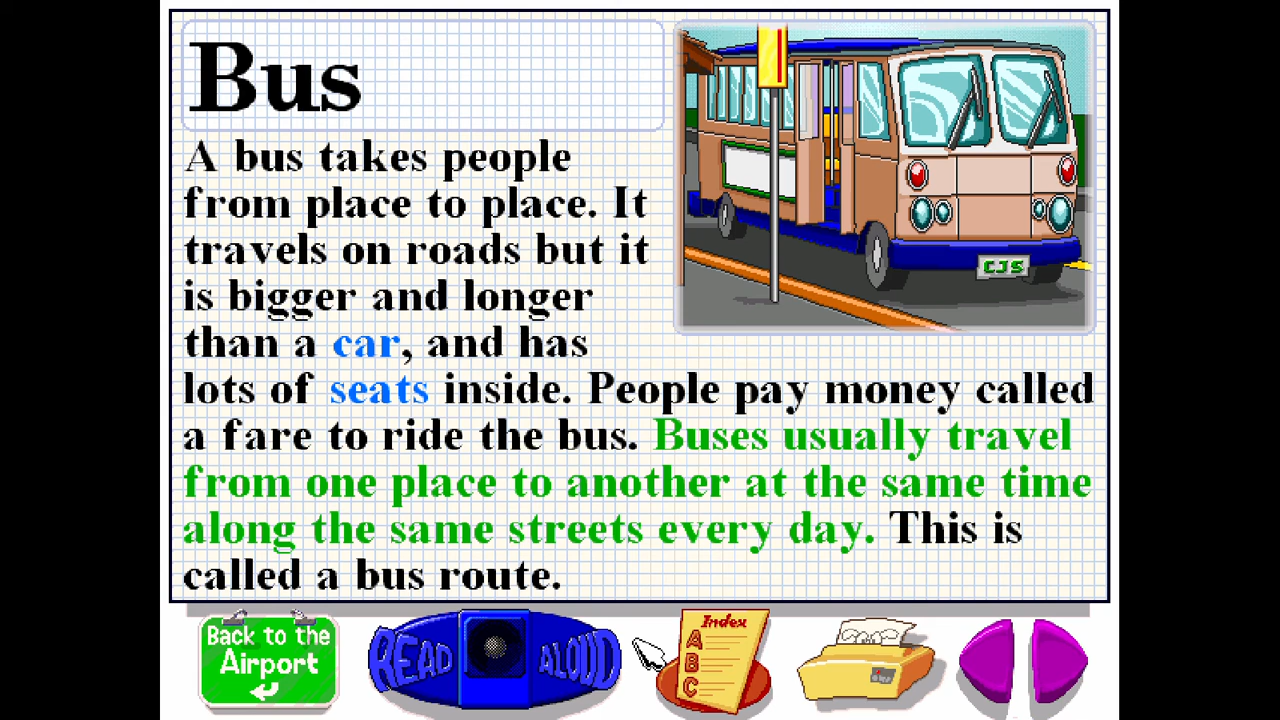 Bus
A bus takes people
from place to place. It
travels on roads but it
is bigger and longer
than a car, and has
lots of seats inside. People pay money called
a fare to ride the bus. Buses usually travel
from one place to another at the same time
along the same streets every day. This is
called a bus route.
CJS
Back to the
Airport
READ ALOUD
Index
A
B
C